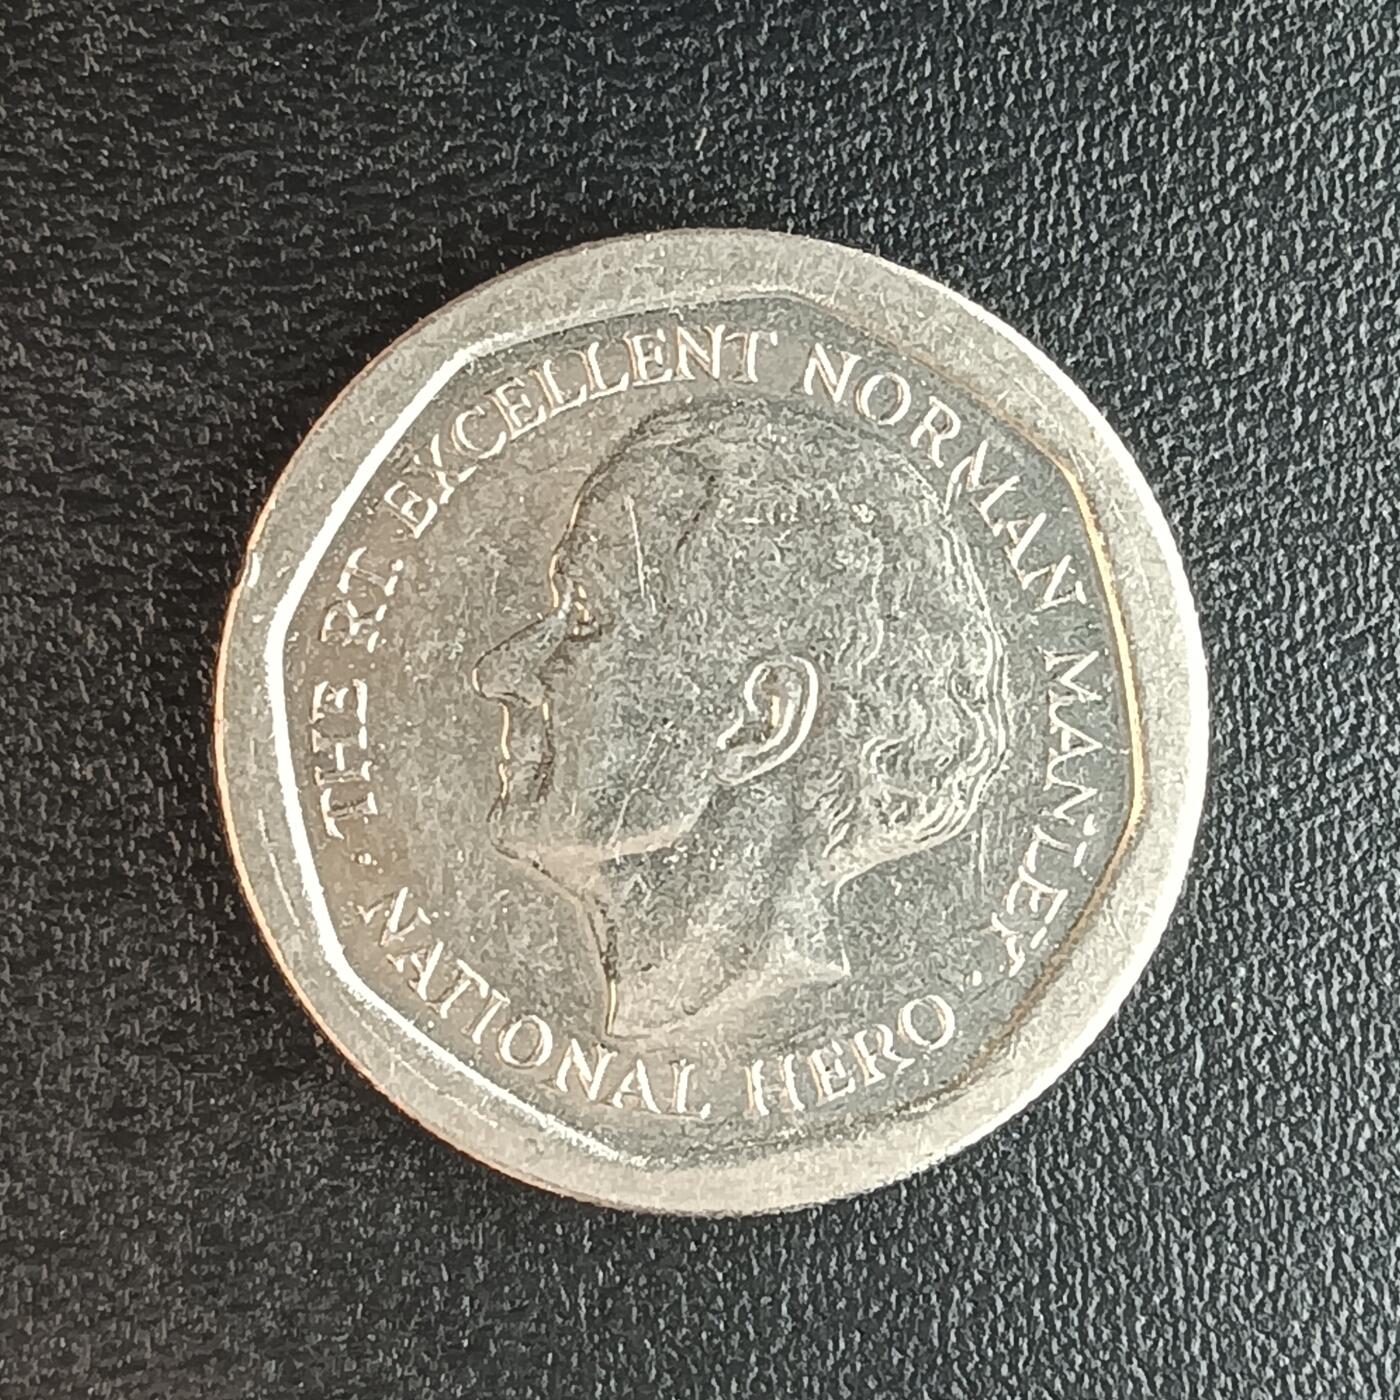 · THE RT. EXCELLENT NORMAN MANLEY ·
NATIONAL HERO